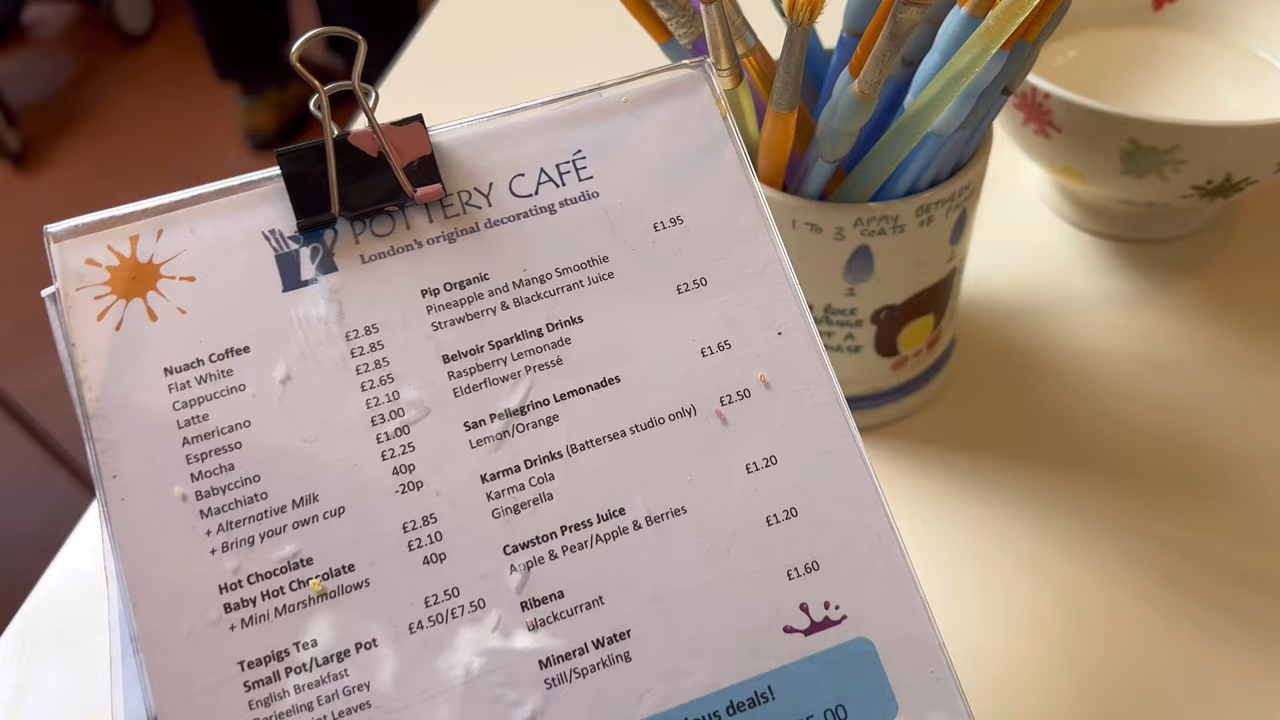 POTTERY CAFÉ
London's original decorating studio
Nuach Coffee
Flat White £2.85
Cappuccino £2.85
Latte £2.85
Americano £2.65
Espresso £2.10
Mocha £3.00
Babyccino £1.00
Macchiato £2.25
+ Alternative Milk 40p
+ Bring your own cup -20p
Hot Chocolate £2.85
Baby Hot Chocolate £2.10
+ Mini Marshmallows 40p
Teapigs Tea £2.50
Small Pot/Large Pot £4.50/£7.50
English Breakfast
Darjeeling Earl Grey
Leaves
Pip Organic £1.95
Pineapple and Mango Smoothie
Strawberry & Blackcurrant Juice
Belvoir Sparkling Drinks £2.50
Raspberry Lemonade
Elderflower Pressé
San Pellegrino Lemonades £1.65
Lemon/Orange
Karma Drinks (Battersea studio only) £2.50
Karma Cola
Gingerella
Cawston Press Juice £1.20
Apple & Pear/Apple & Berries
Ribena £1.20
Blackcurrant
Mineral Water £1.60
Still/Sparkling
deals!
1 TO 3 APPLY BETWEEN
COATS OF
1